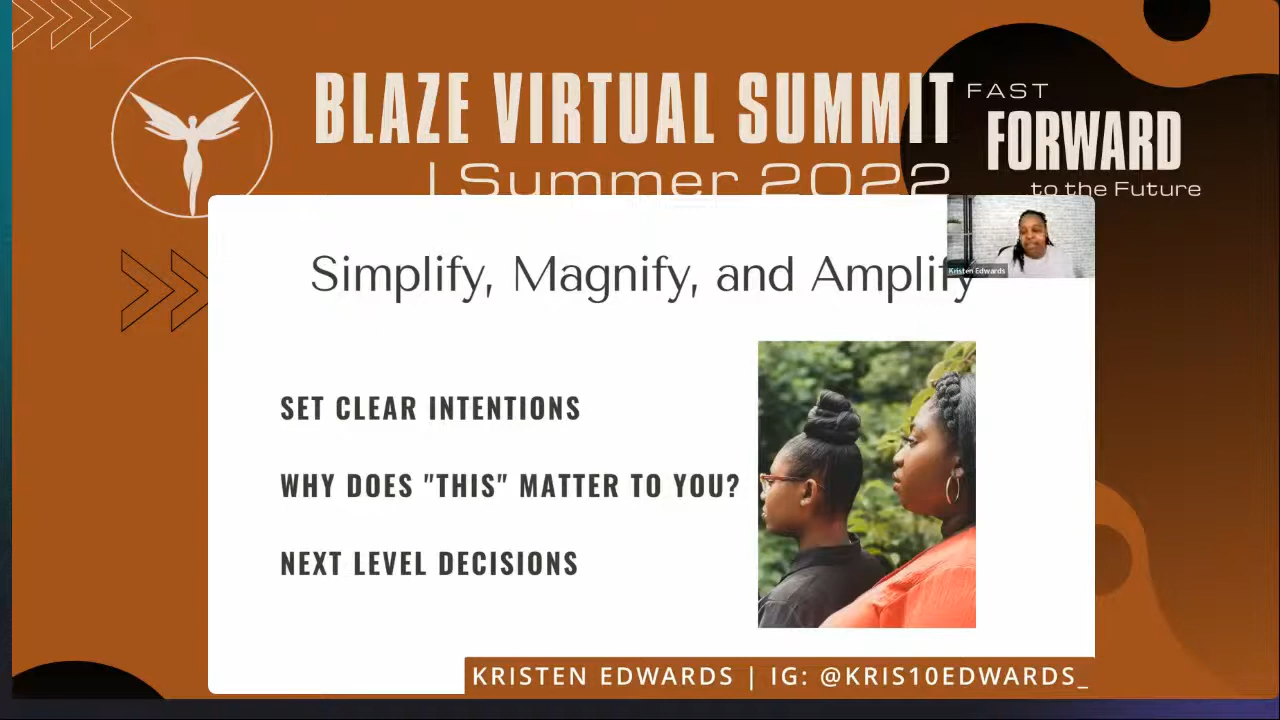 BLAZE VIRTUAL SUMMIT
| Summer 2022
FAST
FORWARD
to the Future
Kristen Edwards
Simplify, Magnify, and Amplify
SET CLEAR INTENTIONS
WHY DOES "THIS" MATTER TO YOU?
NEXT LEVEL DECISIONS
KRISTEN EDWARDS | IG: @KRIS10EDWARDS_